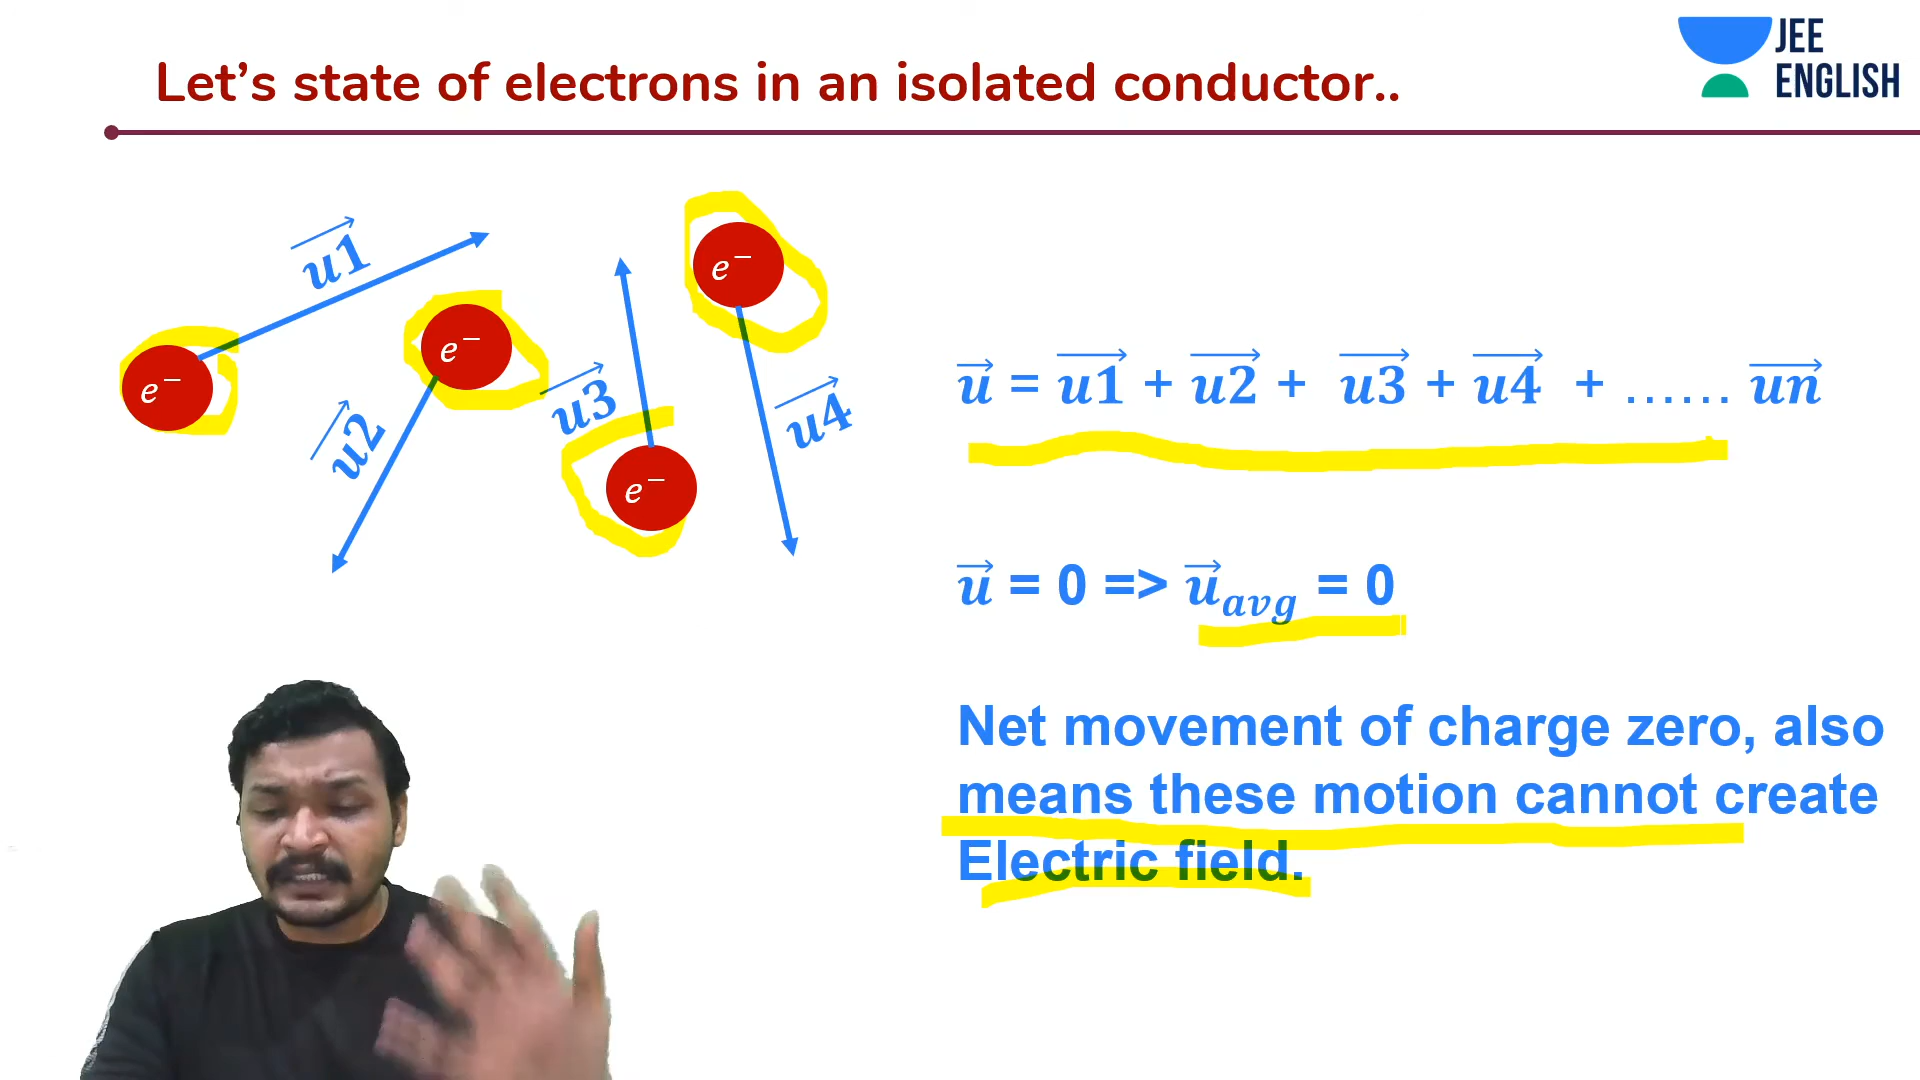 Let’s state of electrons in an isolated conductor..
JEE
ENGLISH
u1
u2
u3
u4
e⁻
e⁻
e⁻
e⁻
u⃗ = u1⃗ + u2⃗ + u3⃗ + u4⃗ + ...... un⃗
u⃗ = 0 => u⃗avg = 0
Net movement of charge zero, also
means these motion cannot create
Electric field.